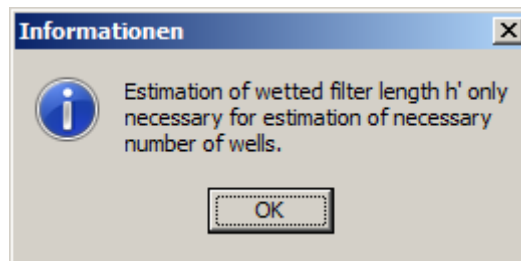 Informationen
Estimation of wetted filter length h' only
necessary for estimation of necessary
number of wells.
OK